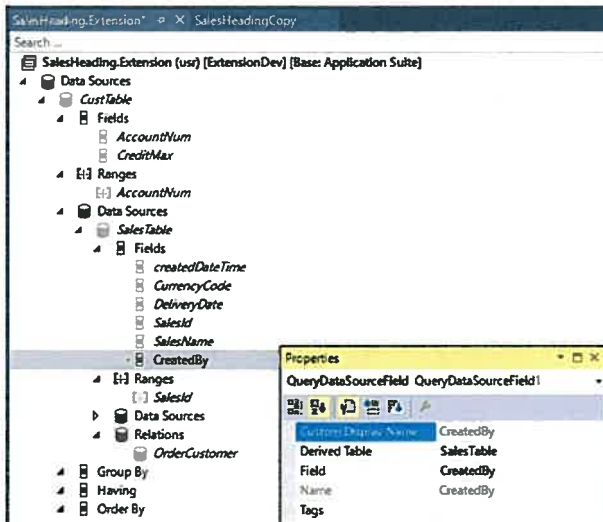 SalesHeading.Extension* SalesHeadingCopy
Search ...
SalesHeading.Extension (usr) [ExtensionDev] [Base: Application Suite]
Data Sources
CustTable
Fields
AccountNum
CreditMax
Ranges
AccountNum
Data Sources
SalesTable
Fields
createdDateTime
CurrencyCode
DeliveryDate
SalesId
SalesName
CreatedBy
Ranges
SalesId
Data Sources
Relations
OrderCustomer
Group By
Having
Order By
Properties
QueryDataSourceField QueryDataSourceField1
Custom Display Name CreatedBy
Derived Table SalesTable
Field CreatedBy
Name CreatedBy
Tags